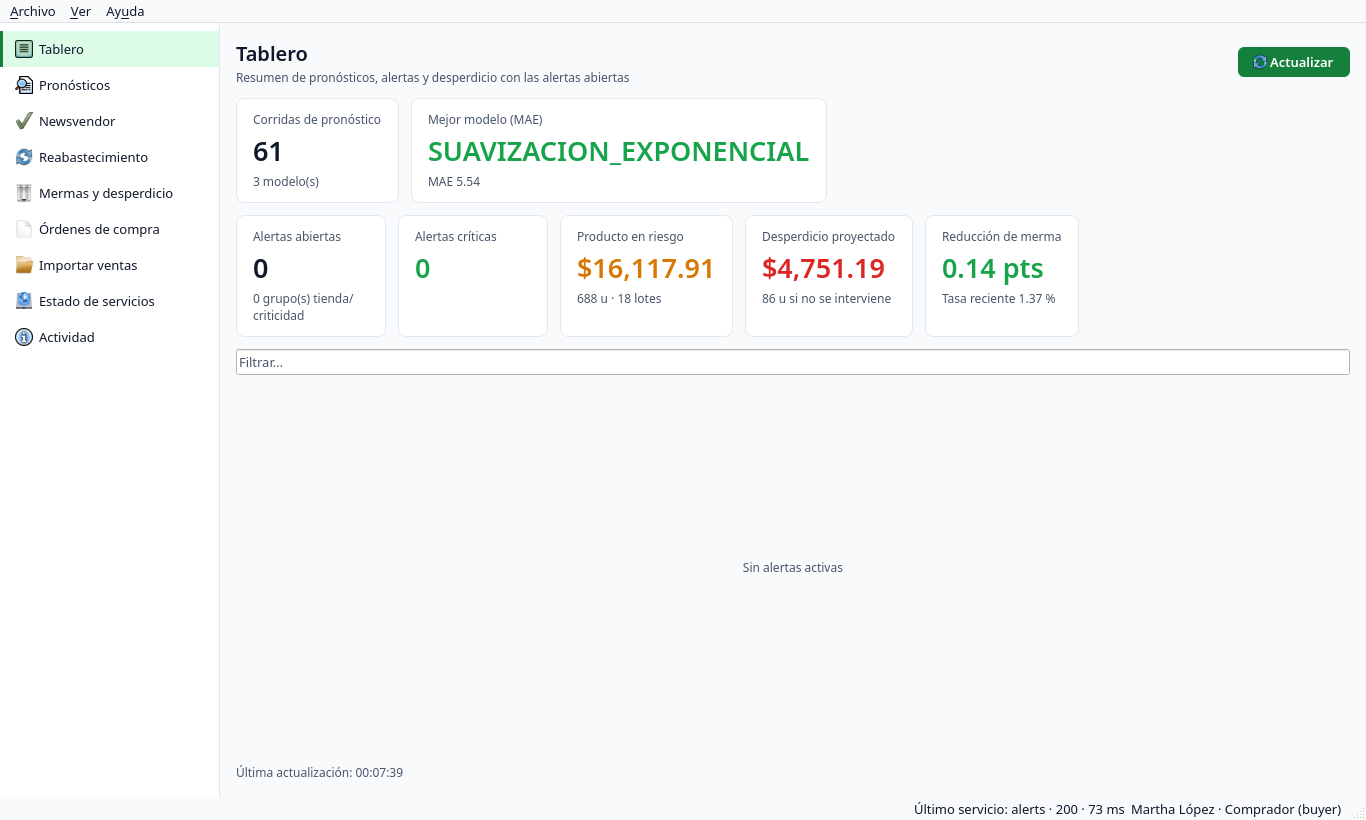 Archivo Ver Ayuda
Tablero
Pronósticos
Newsvendor
Reabastecimiento
Mermas y desperdicio
Órdenes de compra
Importar ventas
Estado de servicios
Actividad
Tablero
Resumen de pronósticos, alertas y desperdicio con las alertas abiertas
Actualizar
Corridas de pronóstico
61
3 modelo(s)
Mejor modelo (MAE)
SUAVIZACION_EXPONENCIAL
MAE 5.54
Alertas abiertas
0
0 grupo(s) tienda/
criticidad
Alertas críticas
0
Producto en riesgo
$16,117.91
688 u · 18 lotes
Desperdicio proyectado
$4,751.19
86 u si no se interviene
Reducción de merma
0.14 pts
Tasa reciente 1.37 %
Filtrar...
Sin alertas activas
Última actualización: 00:07:39
Último servicio: alerts · 200 · 73 ms Martha López · Comprador (buyer)